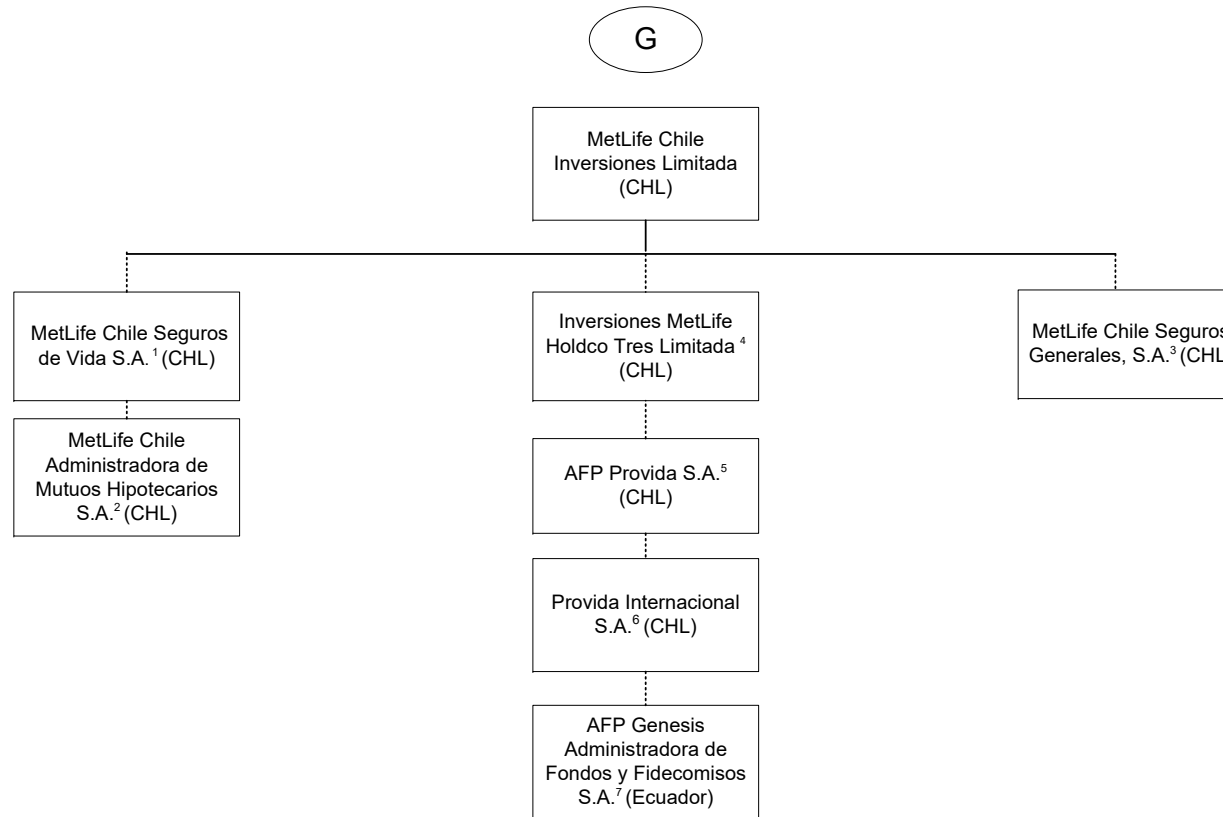 G
MetLife Chile
Inversiones Limitada
(CHL)
MetLife Chile Seguros
de Vida S.A.¹ (CHL)
Inversiones MetLife
Holdco Tres Limitada ⁴
(CHL)
MetLife Chile Seguros
Generales, S.A.³ (CHL
MetLife Chile
Administradora de
Mutuos Hipotecarios
S.A.² (CHL)
AFP Provida S.A.⁵
(CHL)
Provida Internacional
S.A.⁶ (CHL)
AFP Genesis
Administradora de
Fondos y Fidecomisos
S.A.⁷ (Ecuador)